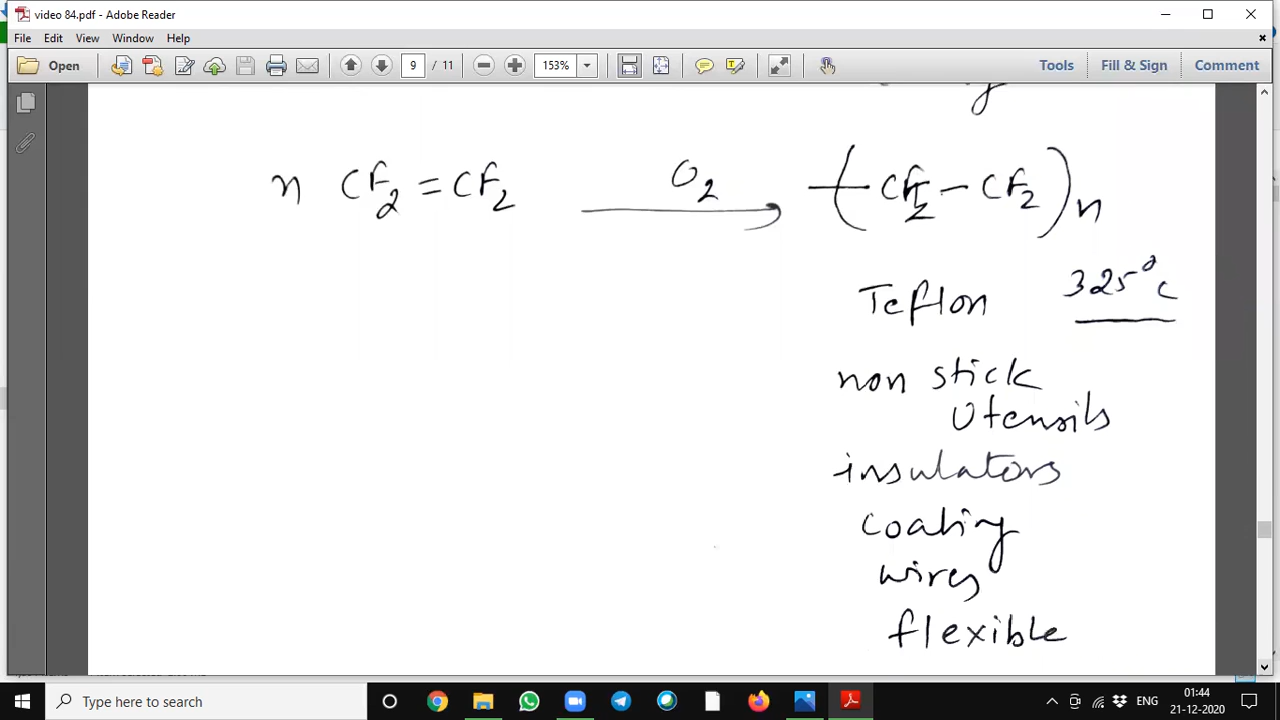 video 84.pdf - Adobe Reader
File Edit View Window Help
Open 9 / 11 153% Tools Fill & Sign Comment
n CF2=CF2 O2 (CF2-CF2)n
Teflon 325°C
non stick
Utensils
insulators
coating
wires
flexible
Type here to search ENG 01:44
21-12-2020